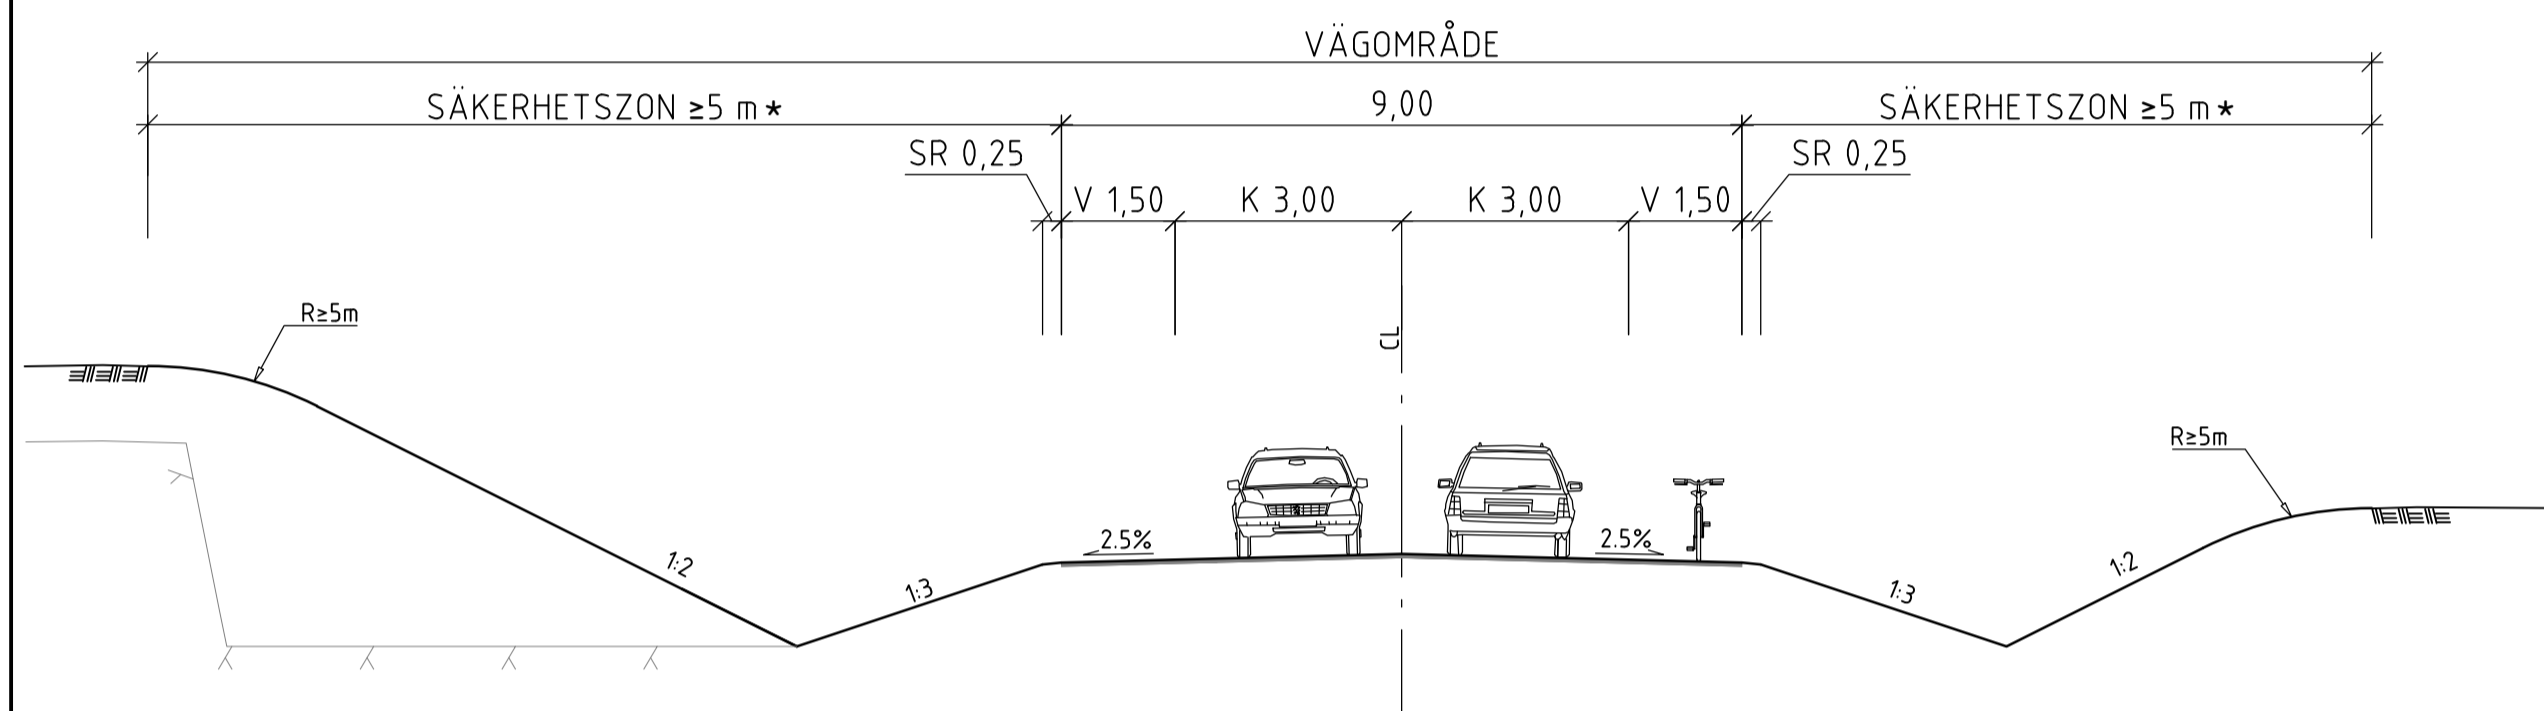 VÄGOMRÅDE
SÄKERHETSZON ≥5 m★
9,00
SÄKERHETSZON ≥5 m★
SR 0,25
SR 0,25
V 1,50
K 3,00
K 3,00
V 1,50
R≥5m
CL
R≥5m
2.5%
2.5%
1:2
1:3
1:3
1:2